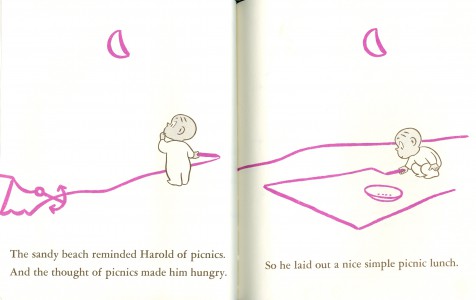 The sandy beach reminded Harold of picnics.
And the thought of picnics made him hungry.
So he laid out a nice simple picnic lunch.